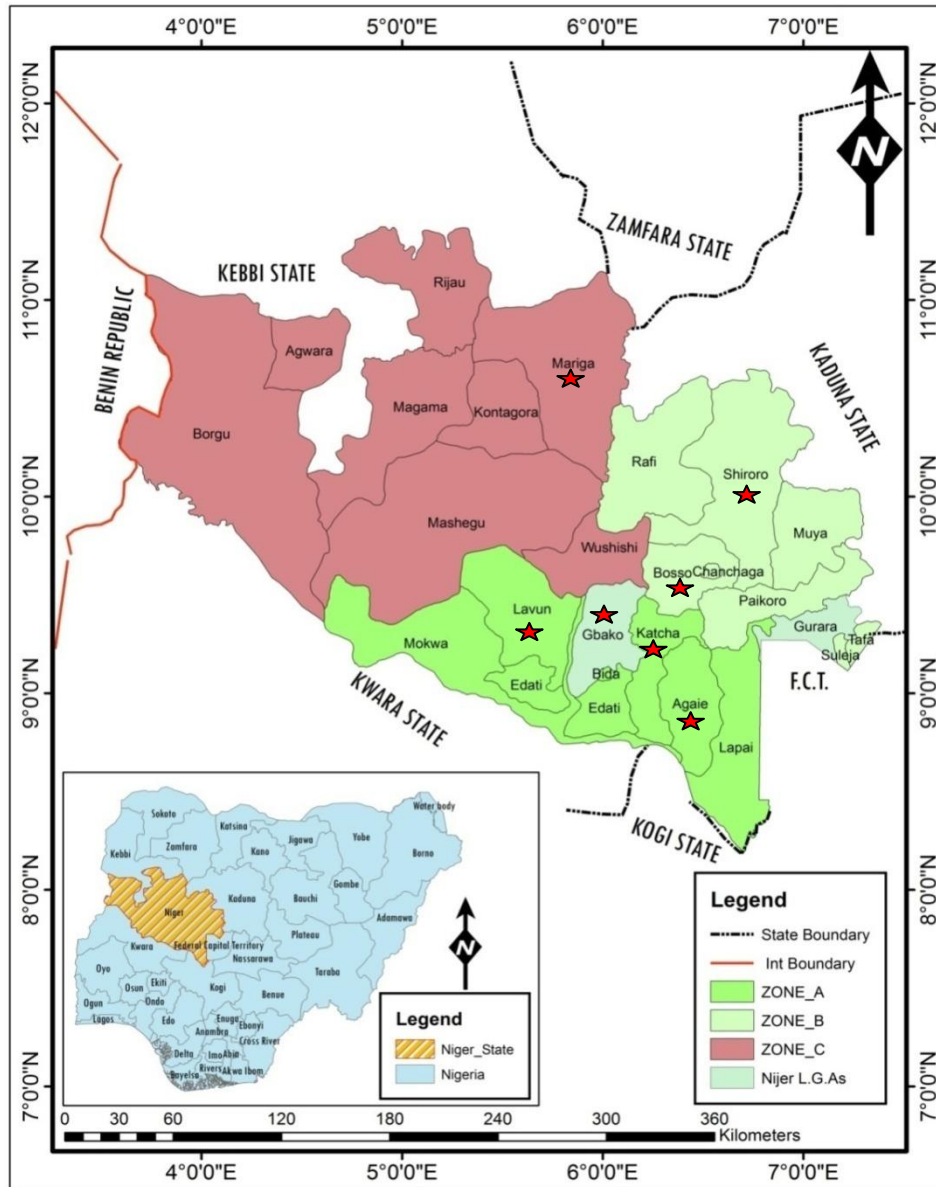 4°0'0"E 5°0'0"E 6°0'0"E 7°0'0"E
12°0'0"N
11°0'0"N
10°0'0"N
9°0'0"N
8°0'0"N
7°0'0"N
12°0'0"N
11°0'0"N
10°0'0"N
9°0'0"N
8°0'0"N
7°0'0"N
N
ZAMFARA STATE
KEBBI STATE
BENIN REPUBLIC
KADUNA STATE
KWARA STATE
KOGI STATE
F.C.T.
Rijau
Agwara
Mariga
Magama
Kontagora
Borgu
Rafi
Shiroro
Mashegu
Muya
Wushishi
Bosso
Chanchaga
Paikoro
Lavun
Gbako
Katcha
Gurara
Tafa
Suleja
Mokwa
Bida
Edati
Edati
Agaie
Lapai
Water body
Sokoto
Katsina
Zamfara
Kebbi
Kano
Jigawa
Yobe
Borno
Gombe
Kaduna
Bauchi
Niger
Adamawa
Plateau
Kwara
Federal Capital Territory
Nassarawa
Taraba
Oyo
Kogi
Benue
Ekiti
Osun
Ogun
Ondo
Lagos
Edo
Enugu
Anambra
Ebonyi
Cross River
Delta
Imo
Abia
Rivers
Akwa Ibom
Bayelsa
N
Legend
Niger_State
Nigeria
Legend
State Boundary
Int Boundary
ZONE_A
ZONE_B
ZONE_C
Nijer L.G.As
0 30 60 120 180 240 300 360
Kilometers
4°0'0"E 5°0'0"E 6°0'0"E 7°0'0"E